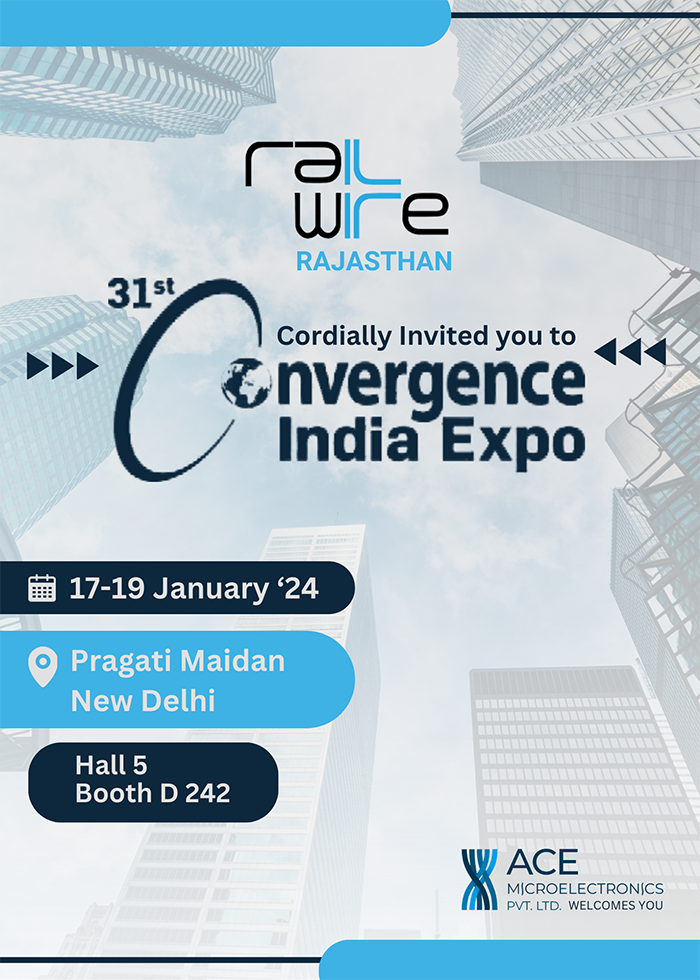 rail
wire
RAJASTHAN
31st
Cordially Invited you to
Convergence
India Expo
17-19 January ‘24
Pragati Maidan
New Delhi
Hall 5
Booth D 242
ACE
MICROELECTRONICS
PVT. LTD. WELCOMES YOU